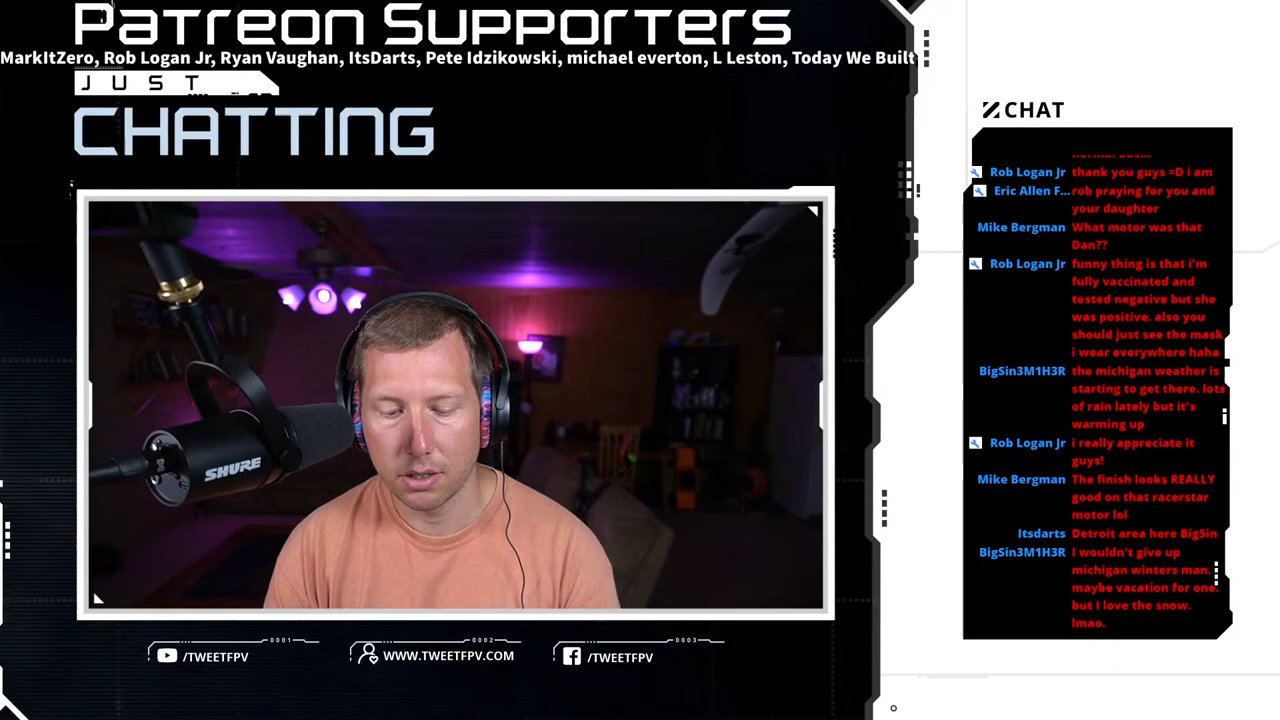 Patreon Supporters
MarkItZero, Rob Logan Jr, Ryan Vaughan, ItsDarts, Pete Idzikowski, michael everton, L Leston, Today We Built
JUST
CHATTING
CHAT
Rob Logan Jr thank you guys =D i am
Eric Allen F... rob praying for you and
your daughter
Mike Bergman What motor was that
Dan??
Rob Logan Jr funny thing is that i'm
fully vaccinated and
tested negative but she
was positive. also you
should just see the mask
i wear everywhere haha
BigSin3M1H3R the michigan weather is
starting to get there. lots
of rain lately but it's
warming up
Rob Logan Jr i really appreciate it
guys!
Mike Bergman The finish looks REALLY
good on that racerstar
motor lol
Itsdarts Detroit area here BigSin
BigSin3M1H3R I wouldn't give up
michigan winters man.
maybe vacation for one.
but I love the snow.
lmao.
SHURE
0001
/TWEETFPV
0002
WWW.TWEETFPV.COM
0003
/TWEETFPV